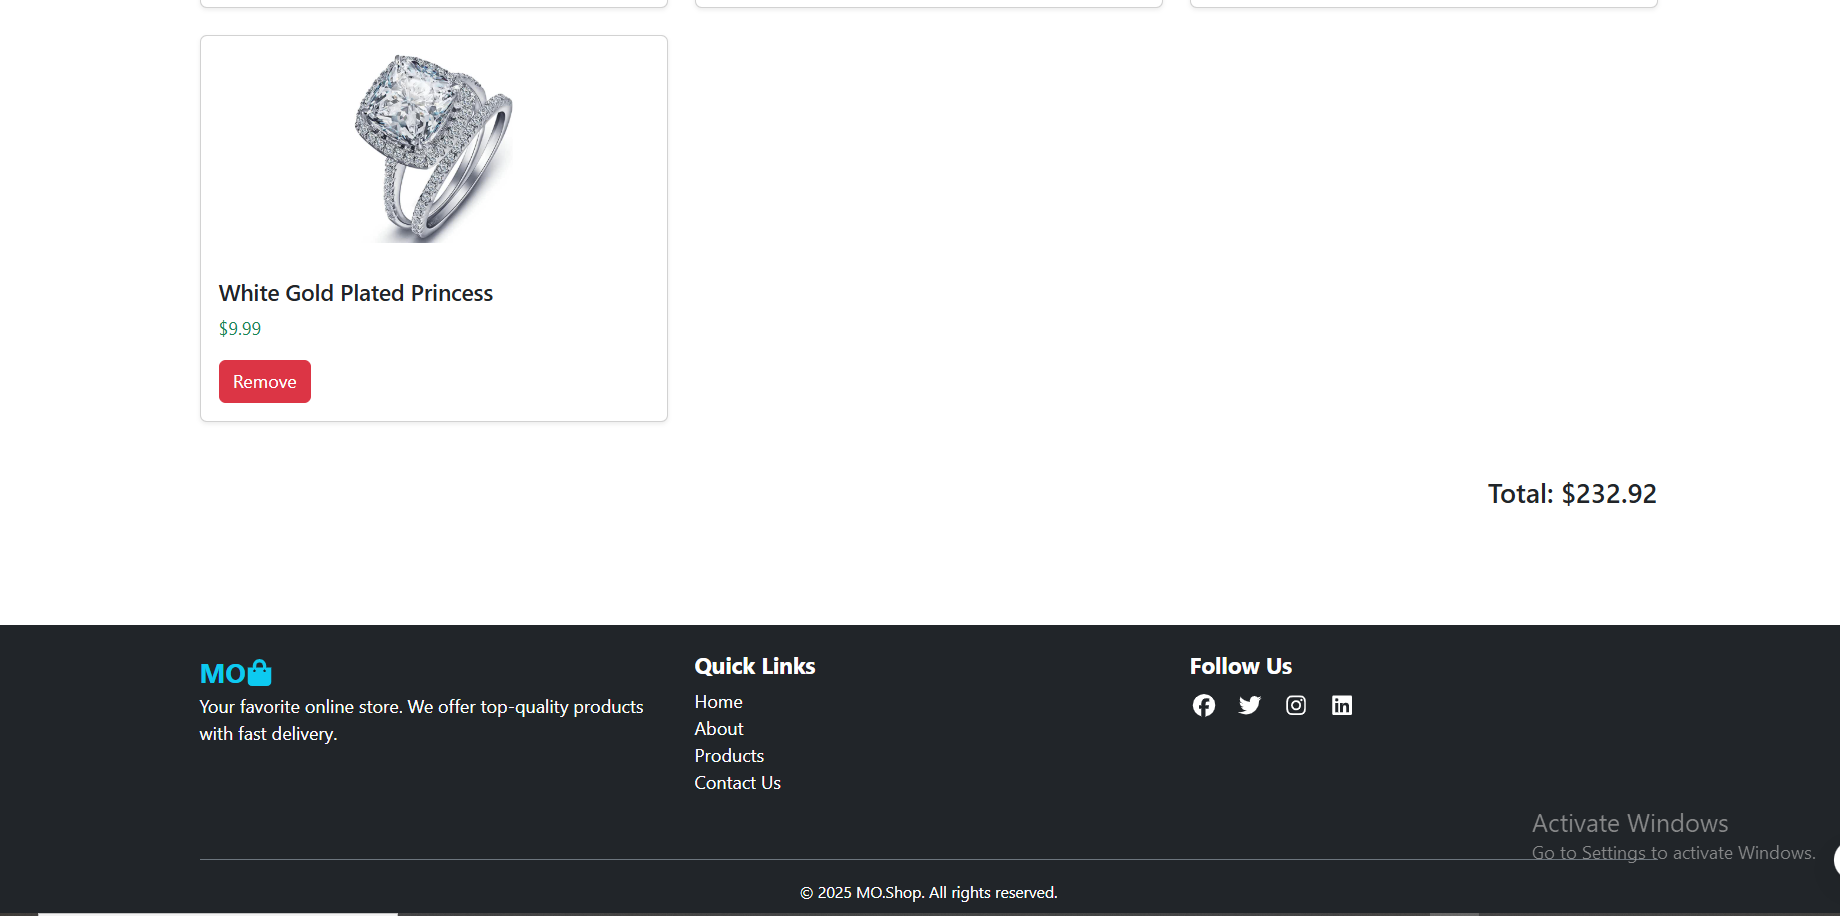 White Gold Plated Princess
$9.99
Remove
Total: $232.92
MO
Your favorite online store. We offer top-quality products
with fast delivery.
Quick Links
Home
About
Products
Contact Us
Follow Us
Activate Windows
Go to Settings to activate Windows.
© 2025 MO.Shop. All rights reserved.